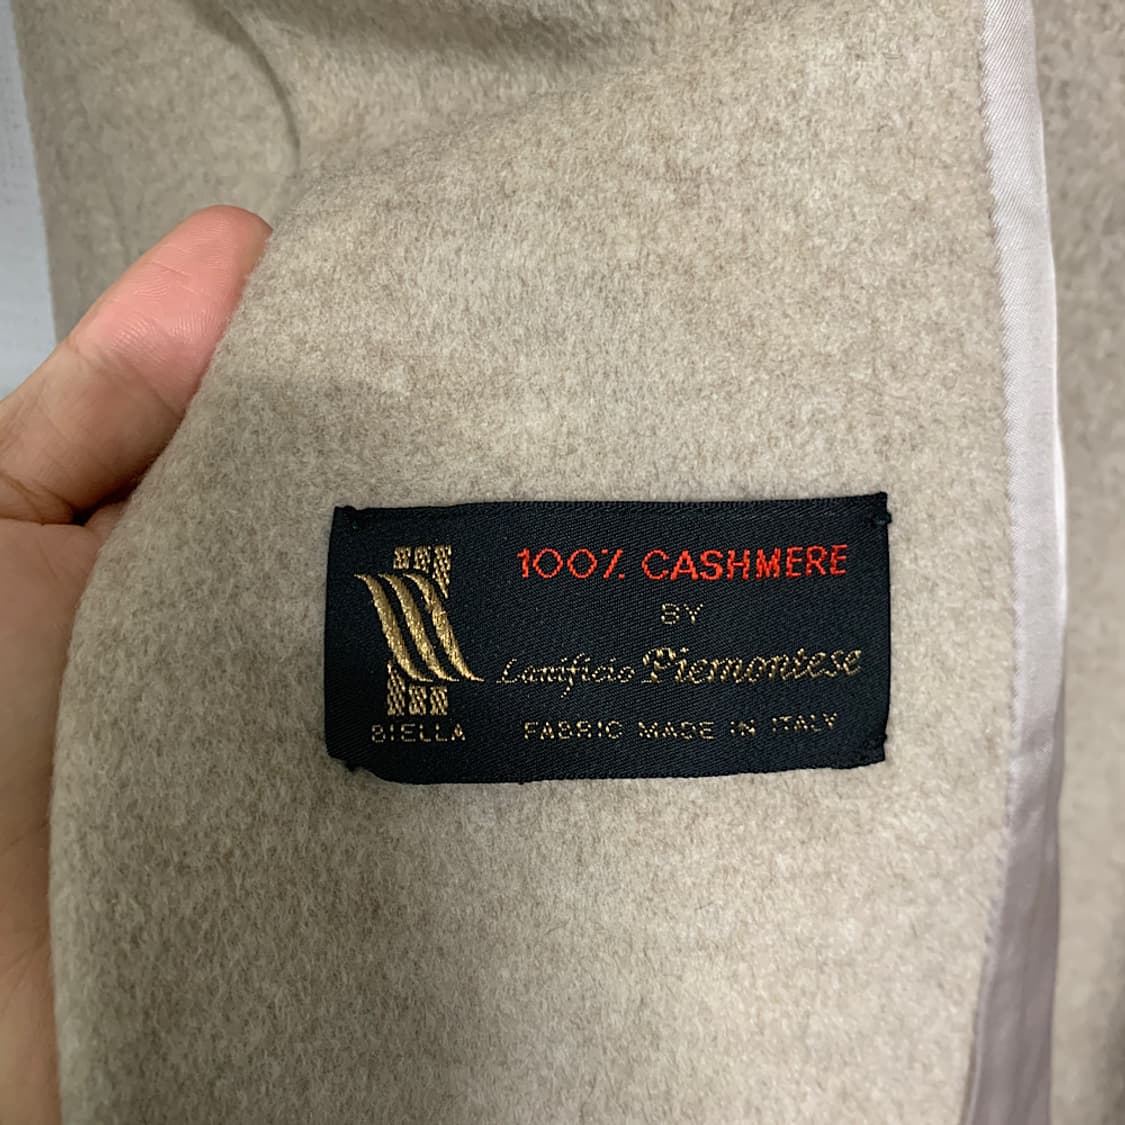 100% CASHMERE
BY
Lanificio Piemontese
BIELLA
FABRIC MADE IN ITALY